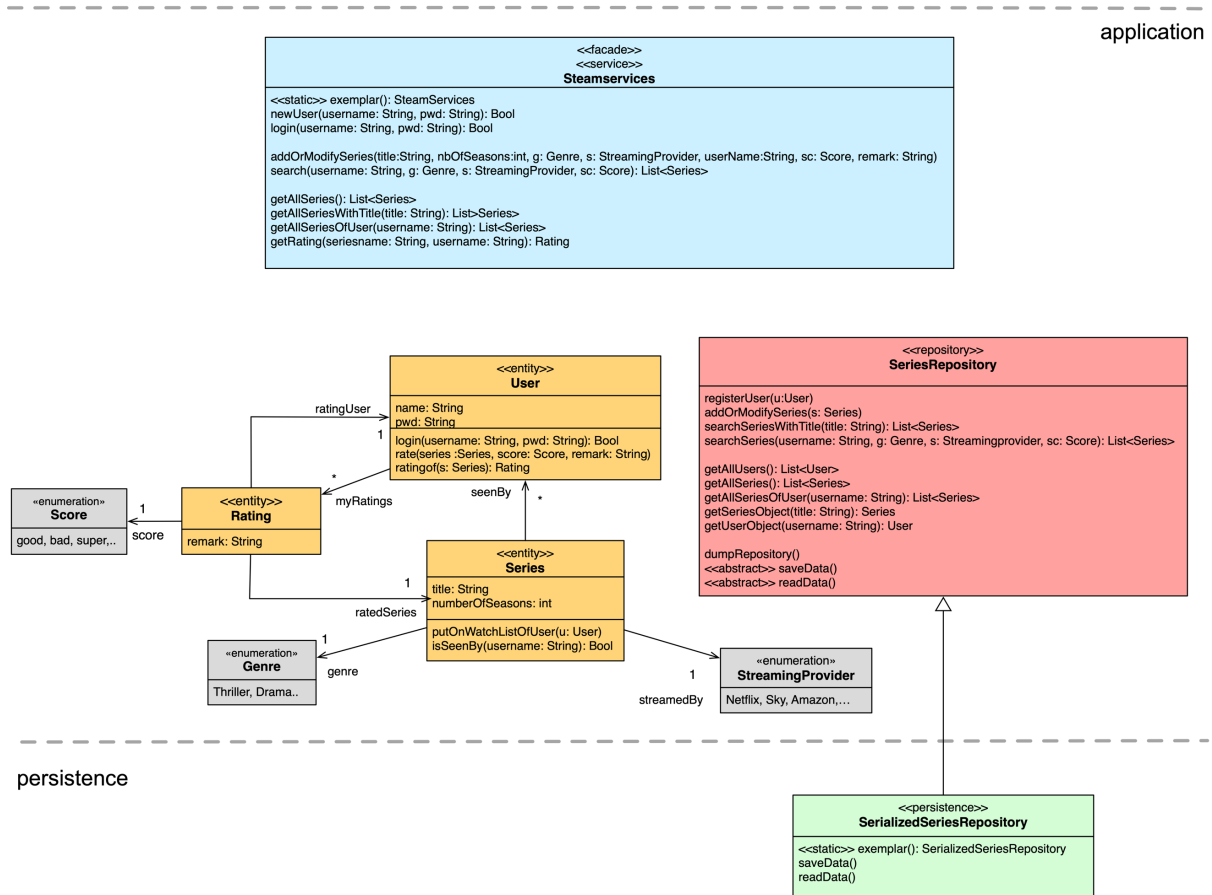 application
<<facade>>
<<service>>
Steamservices
<<static>> exemplar(): SteamServices
newUser(username: String, pwd: String): Bool
login(username: String, pwd: String): Bool
addOrModifySeries(title:String, nbOfSeasons:int, g: Genre, s: StreamingProvider, userName:String, sc: Score, remark: String)
search(username: String, g: Genre, s: StreamingProvider, sc: Score): List<Series>
getAllSeries(): List<Series>
getAllSeriesWithTitle(title: String): List>Series>
getAllSeriesOfUser(username: String): List<Series>
getRating(seriesname: String, username: String): Rating
<<repository>>
SeriesRepository
registerUser(u:User)
addOrModifySeries(s: Series)
searchSeriesWithTitle(title: String): List<Series>
searchSeries(username: String, g: Genre, s: Streamingprovider, sc: Score): List<Series>
getAllUsers(): List<User>
getAllSeries(): List<Series>
getAllSeriesOfUser(username: String): List<Series>
getSeriesObject(title: String): Series
getUserObject(username: String): User
dumpRepository()
<<abstract>> saveData()
<<abstract>> readData()
<<entity>>
User
name: String
pwd: String
login(username: String, pwd: String): Bool
rate(series :Series, score: Score, remark: String)
ratingof(s: Series): Rating
ratingUser
1
*
myRatings
seenBy
*
«enumeration»
Score
good, bad, super,..
1
score
<<entity>>
Rating
remark: String
<<entity>>
Series
title: String
numberOfSeasons: int
putOnWatchListOfUser(u: User)
isSeenBy(username: String): Bool
1
ratedSeries
«enumeration»
Genre
Thriller, Drama..
1
genre
1
streamedBy
«enumeration»
StreamingProvider
Netflix, Sky, Amazon,…
persistence
<<persistence>>
SerializedSeriesRepository
<<static>> exemplar(): SerializedSeriesRepository
saveData()
readData()